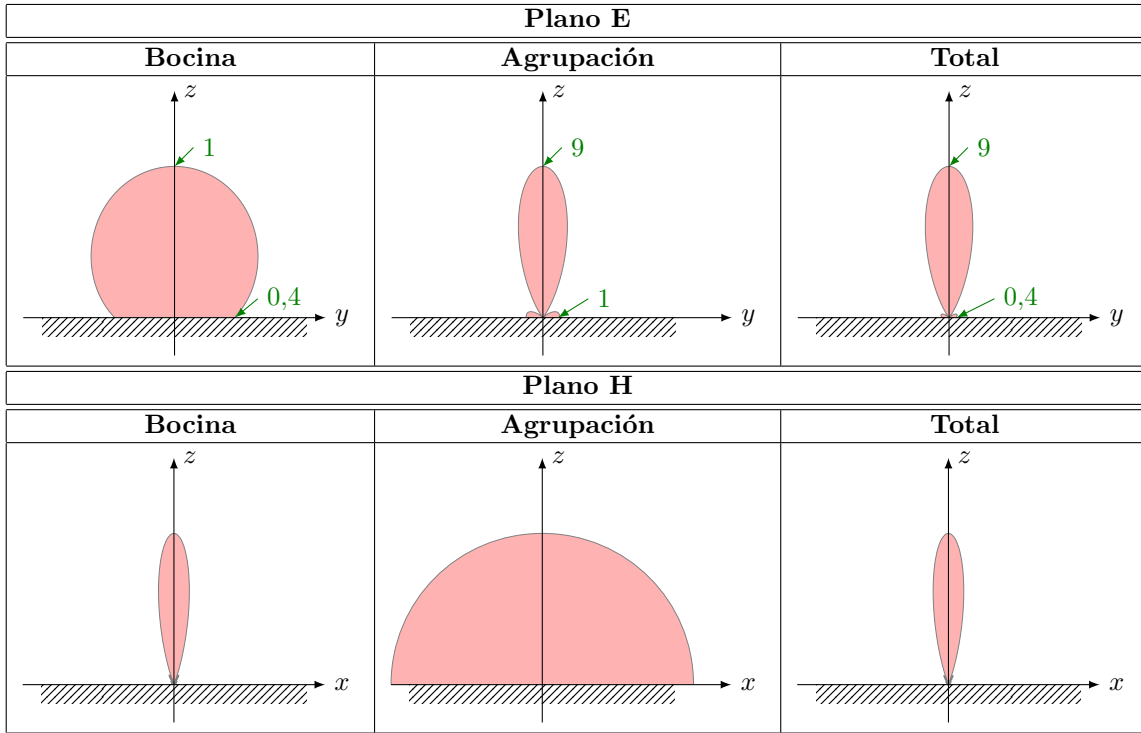 Plano E
Bocina Agrupación Total
z z z
1 9 9
0,4 1 0,4
y y y
Plano H
Bocina Agrupación Total
z z z
x x x